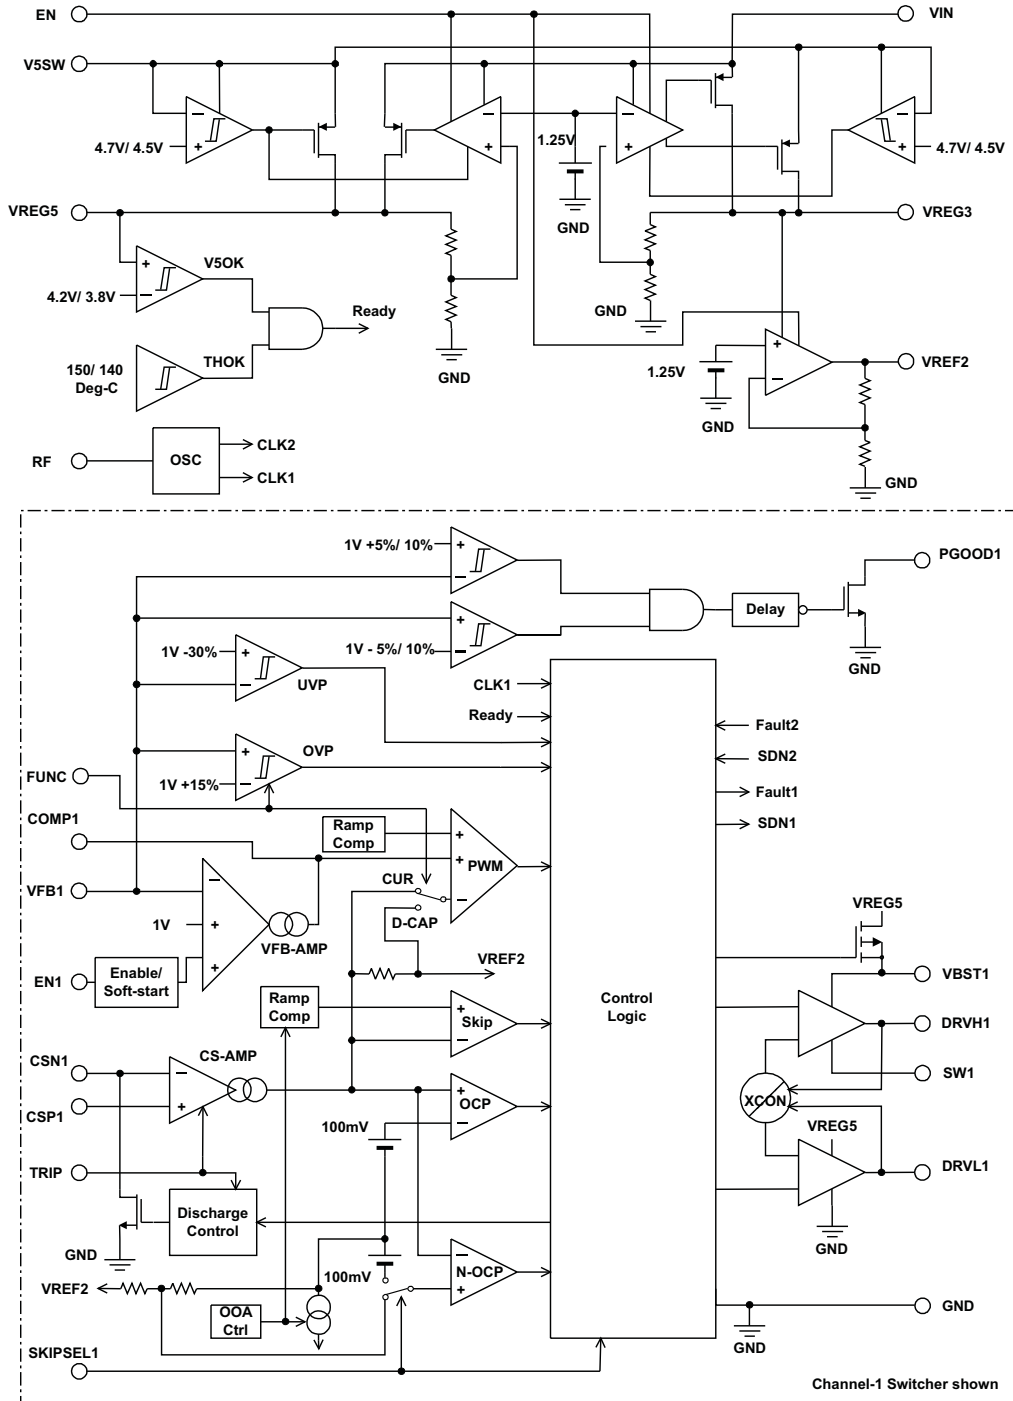 EN
VIN
V5SW
4.7V/ 4.5V
1.25V
4.7V/ 4.5V
VREG5
GND
VREG3
V5OK
4.2V/ 3.8V
Ready
GND
THOK
150/ 140
Deg-C
GND
1.25V
VREF2
GND
RF
OSC
CLK2
CLK1
GND
1V +5%/ 10%
PGOOD1
Delay
1V -30%
1V - 5%/ 10%
GND
UVP
CLK1
Ready
Fault2
OVP
SDN2
FUNC
1V +15%
Fault1
COMP1
Ramp
Comp
SDN1
PWM
CUR
VFB1
D-CAP
VREG5
1V
VFB-AMP
VREF2
EN1
Enable/
Soft-start
VBST1
Ramp
Comp
Control
Logic
Skip
DRVH1
CS-AMP
CSN1
SW1
OCP
XCON
CSP1
100mV
VREG5
TRIP
DRVL1
Discharge
Control
GND
GND
100mV
N-OCP
VREF2
OOA
Ctrl
GND
GND
SKIPSEL1
Channel-1 Switcher shown